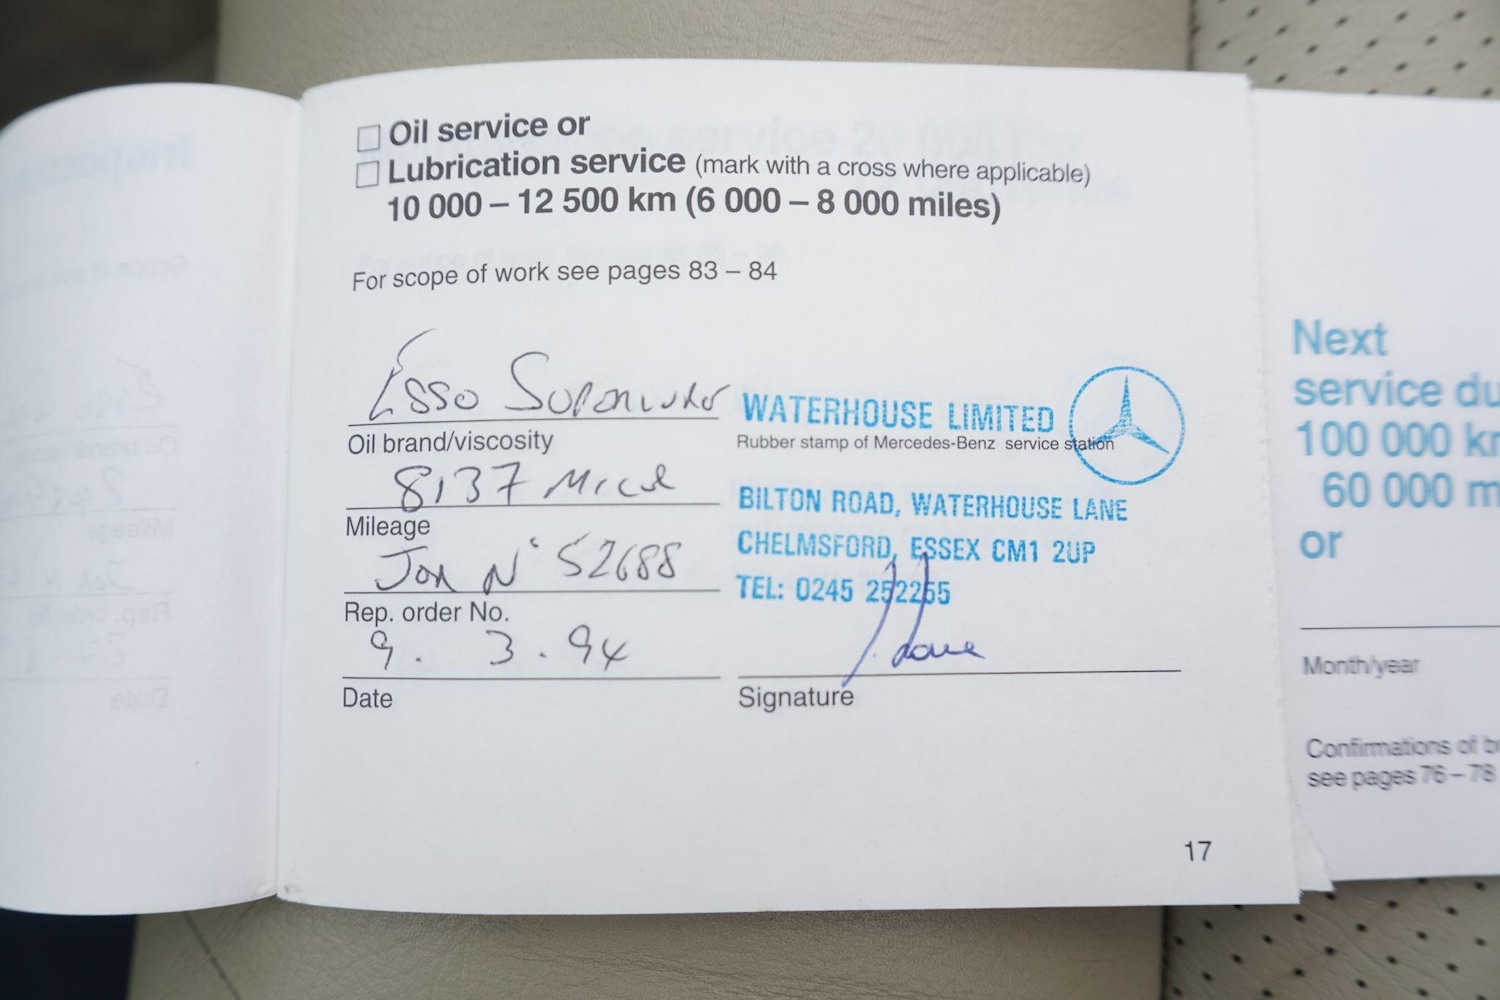 Oil service or
Lubrication service (mark with a cross where applicable)
10 000 – 12 500 km (6 000 – 8 000 miles)
For scope of work see pages 83 – 84
Esso Superlube
Oil brand/viscosity
8137 Mile
Mileage
Job N° 52688
Rep. order No.
9. 3. 94
Date
WATERHOUSE LIMITED
Rubber stamp of Mercedes-Benz service station
BILTON ROAD, WATERHOUSE LANE
CHELMSFORD, ESSEX CM1 2UP
TEL: 0245 252265
Signature
17
Next
service du
100 000 km
60 000 m
or
Month/year
Confirmations of b
see pages 76 – 78